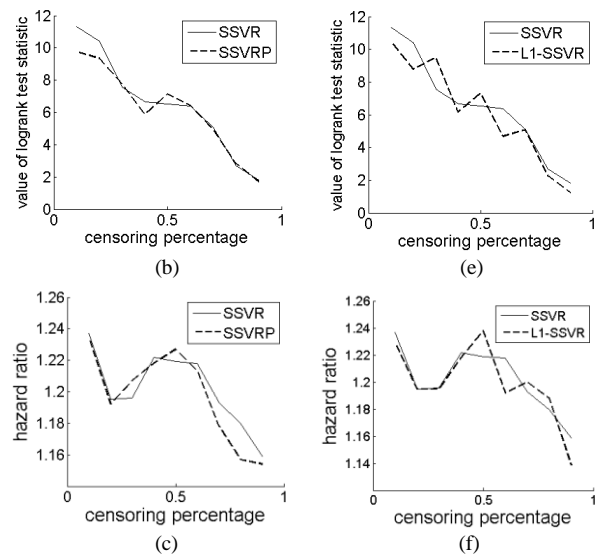 value of logrank test statistic
12
10
8
6
4
2
0
0
0.5
1
censoring percentage
SSVR
SSVRP
(b)
value of logrank test statistic
12
10
8
6
4
2
0
0
0.5
1
censoring percentage
SSVR
L1-SSVR
(e)
hazard ratio
1.26
1.24
1.22
1.2
1.18
1.16
0
0.5
1
censoring percentage
SSVR
SSVRP
(c)
hazard ratio
1.26
1.24
1.22
1.2
1.18
1.16
1.14
0
0.5
1
censoring percentage
SSVR
L1-SSVR
(f)